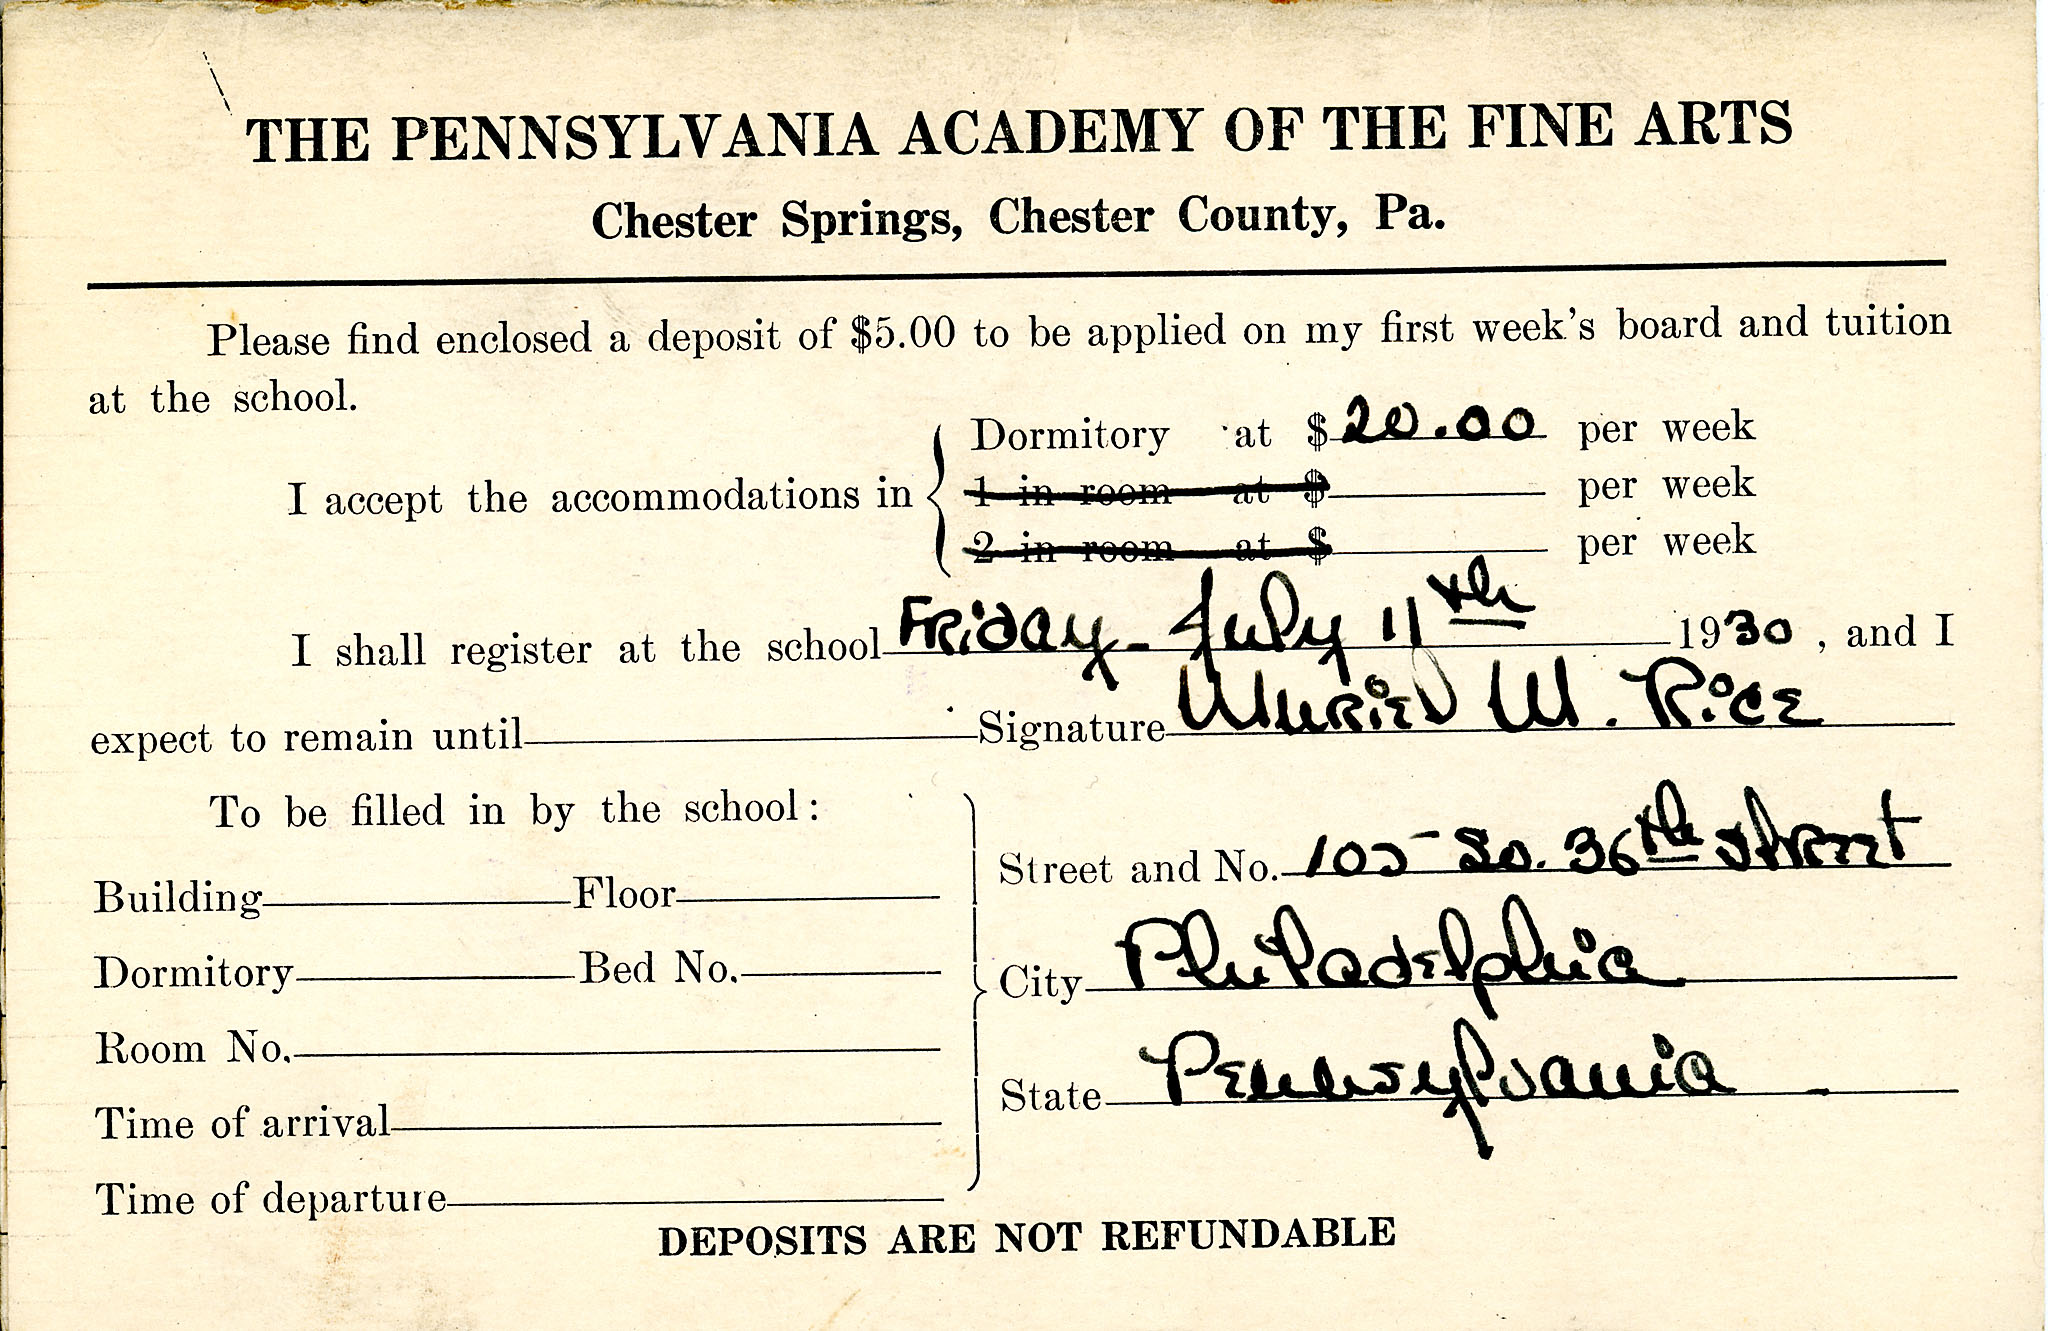 THE PENNSYLVANIA ACADEMY OF THE FINE ARTS
Chester Springs, Chester County, Pa.
Please find enclosed a deposit of $5.00 to be applied on my first week's board and tuition
at the school.
Dormitory at $20.00 per week
I accept the accommodations in
1 in room at $ per week
2 in room at $ per week
I shall register at the school Friday - July 11th 1930, and I
expect to remain until Signature Muriel M. Rice
To be filled in by the school:
Street and No. 105 So. 36th Street
Building Floor
City Philadelphia
Dormitory Bed No.
Room No.
State Pennsylvania
Time of arrival
Time of departure
DEPOSITS ARE NOT REFUNDABLE